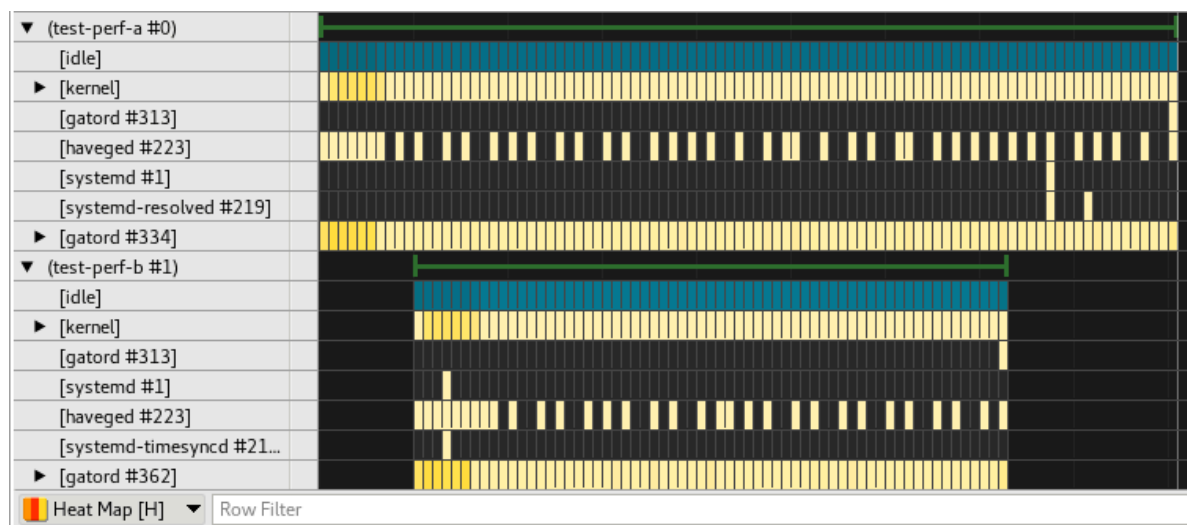 ▼ (test-perf-a #0)
[idle]
▶ [kernel]
[gatord #313]
[haveged #223]
[systemd #1]
[systemd-resolved #219]
▶ [gatord #334]
▼ (test-perf-b #1)
[idle]
▶ [kernel]
[gatord #313]
[systemd #1]
[haveged #223]
[systemd-timesyncd #21...
▶ [gatord #362]
Heat Map [H] ▼ Row Filter